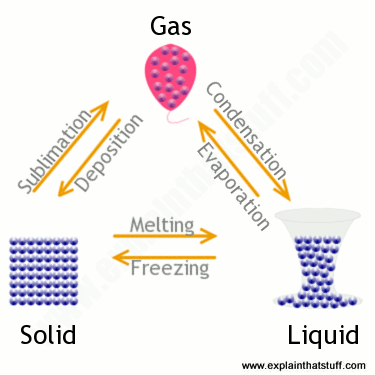 Gas
Sublimation
Deposition
Condensation
Evaporation
Melting
Freezing
Solid
Liquid
www.explainthatstuff.com